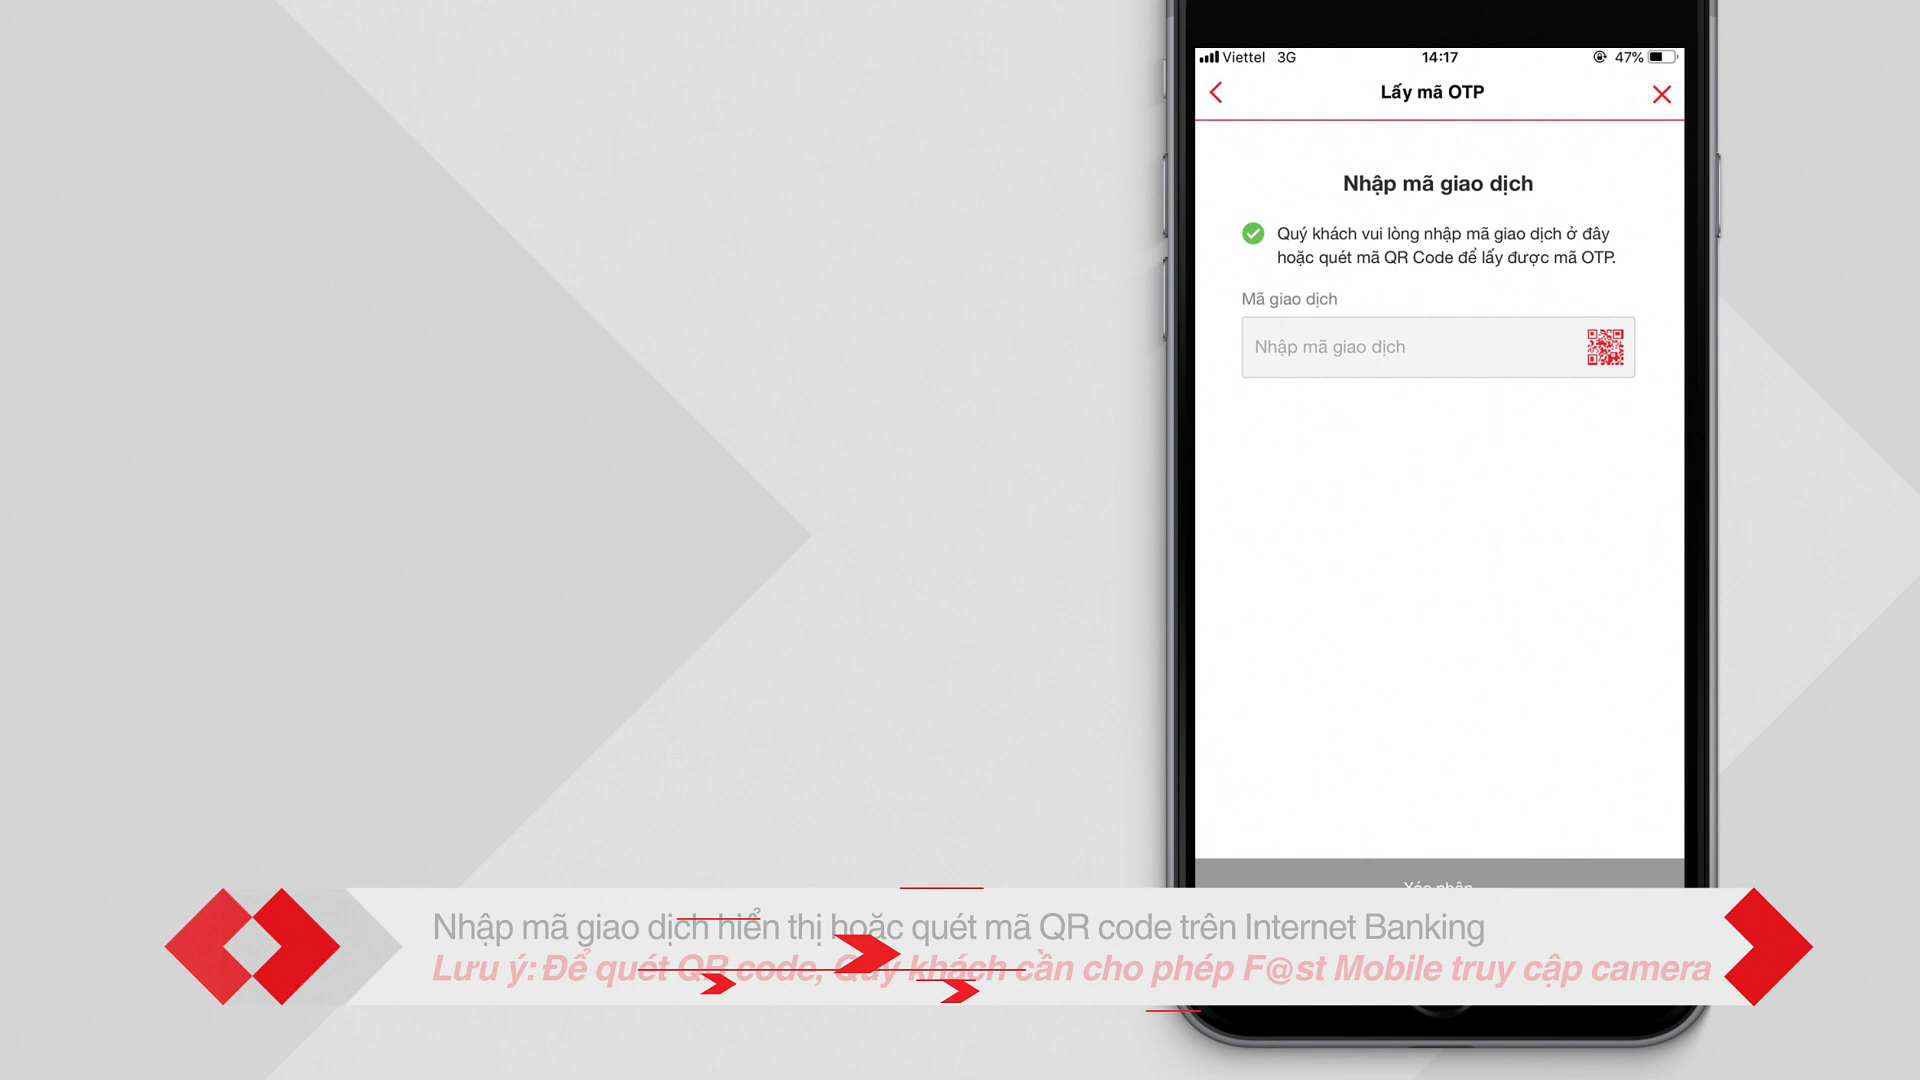 Viettel 3G 14:17 47%
Lấy mã OTP
Nhập mã giao dịch
Quý khách vui lòng nhập mã giao dịch ở đây
hoặc quét mã QR Code để lấy được mã OTP.
Mã giao dịch
Nhập mã giao dịch
Xác nhận
Nhập mã giao dịch hiển thị hoặc quét mã QR code trên Internet Banking
Lưu ý: Để quét QR code, Quý khách cần cho phép F@st Mobile truy cập camera